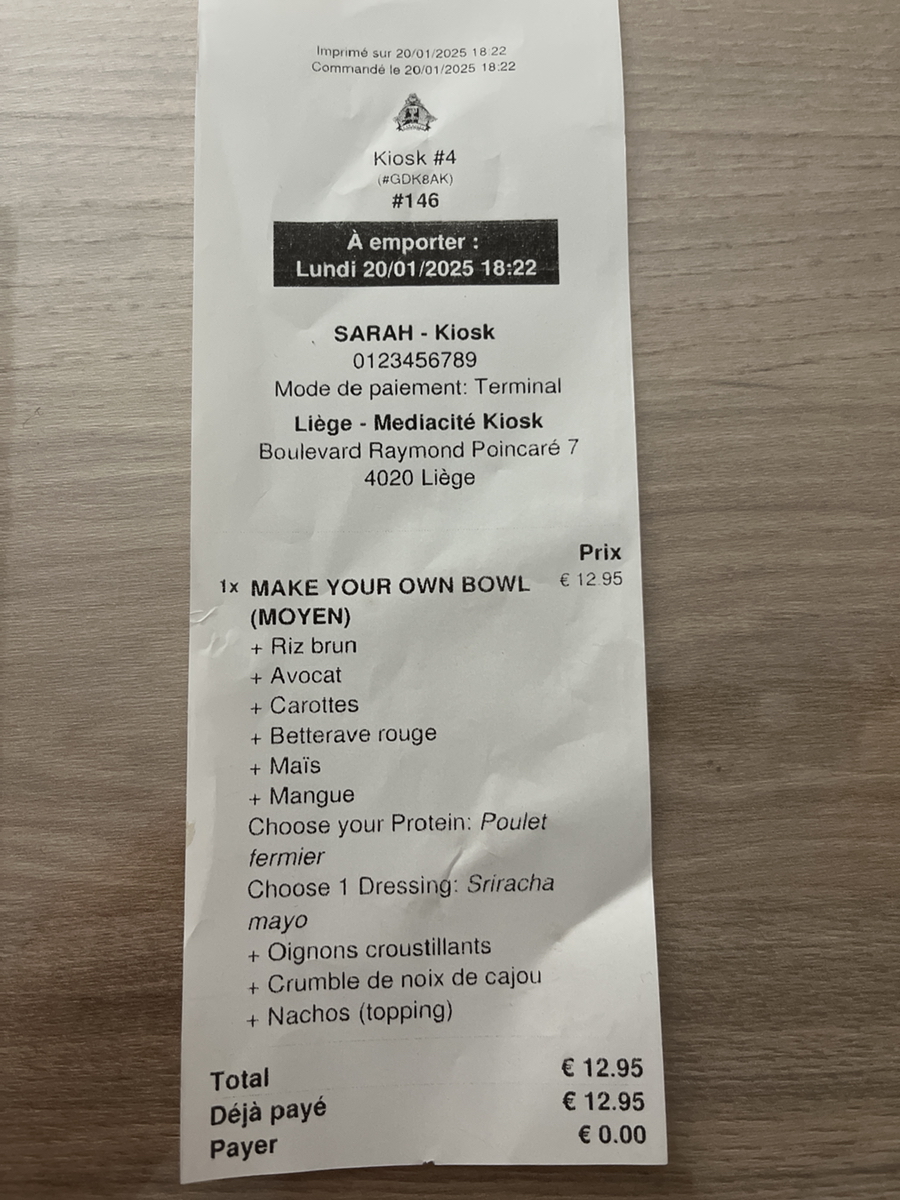 Imprimé sur 20/01/2025 18:22
Commandé le 20/01/2025 18:22
Kiosk #4
(#GDK8AK)
#146
À emporter :
Lundi 20/01/2025 18:22
SARAH - Kiosk
0123456789
Mode de paiement: Terminal
Liège - Mediacité Kiosk
Boulevard Raymond Poincaré 7
4020 Liège
Prix
1x MAKE YOUR OWN BOWL € 12.95
(MOYEN)
+ Riz brun
+ Avocat
+ Carottes
+ Betterave rouge
+ Maïs
+ Mangue
Choose your Protein: Poulet
fermier
Choose 1 Dressing: Sriracha
mayo
+ Oignons croustillants
+ Crumble de noix de cajou
+ Nachos (topping)
Total € 12.95
Déjà payé € 12.95
Payer € 0.00